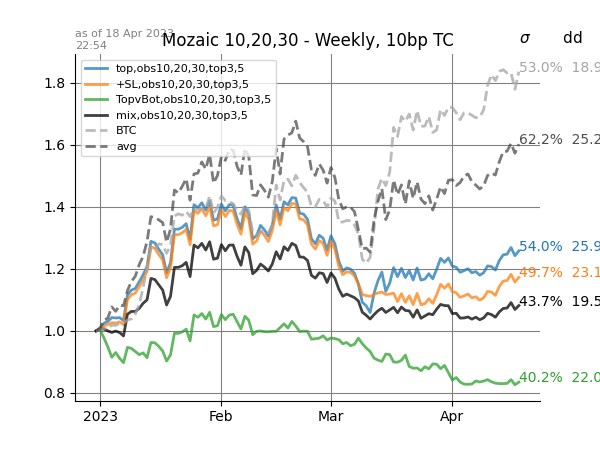 as of 18 Apr 2023
22:54
Mozaic 10,20,30 - Weekly, 10bp TC
σ dd
top,obs10,20,30,top3,5
+SL,obs10,20,30,top3,5
TopvBot,obs10,20,30,top3,5
mix,obs10,20,30,top3,5
BTC
avg
1.8
1.6
1.4
1.2
1.0
0.8
53.0% 18.9
62.2% 25.2
54.0% 25.9
49.7% 23.1
43.7% 19.5
40.2% 22.0
2023 Feb Mar Apr